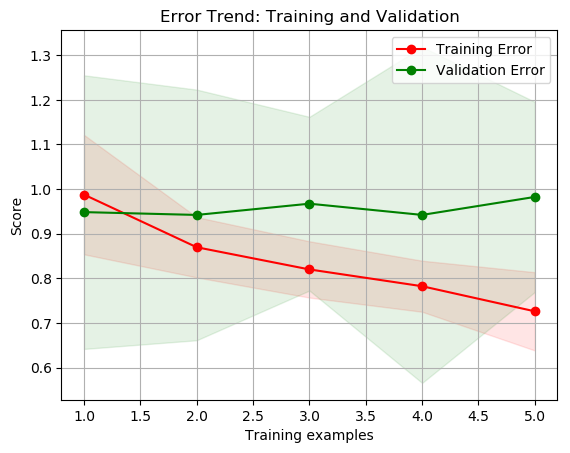 Error Trend: Training and Validation
Training Error
Validation Error
1.3
1.2
1.1
1.0
0.9
0.8
0.7
0.6
Score
1.0 1.5 2.0 2.5 3.0 3.5 4.0 4.5 5.0
Training examples